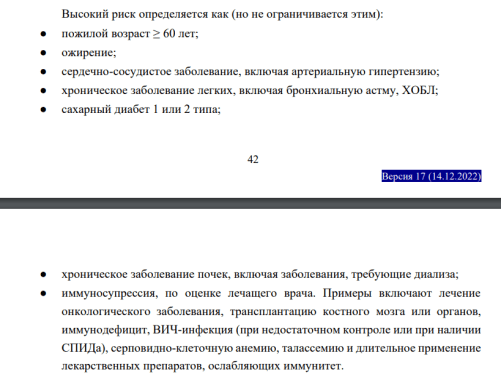 Высокий риск определяется как (но не ограничивается этим):
● пожилой возраст ≥ 60 лет;
● ожирение;
● сердечно-сосудистое заболевание, включая артериальную гипертензию;
● хроническое заболевание легких, включая бронхиальную астму, ХОБЛ;
● сахарный диабет 1 или 2 типа;
42
Версия 17 (14.12.2022)
● хроническое заболевание почек, включая заболевания, требующие диализа;
● иммуносупрессия, по оценке лечащего врача. Примеры включают лечение
онкологического заболевания, трансплантацию костного мозга или органов,
иммунодефицит, ВИЧ-инфекция (при недостаточном контроле или при наличии
СПИДа), серповидно-клеточную анемию, талассемию и длительное применение
лекарственных препаратов, ослабляющих иммунитет.